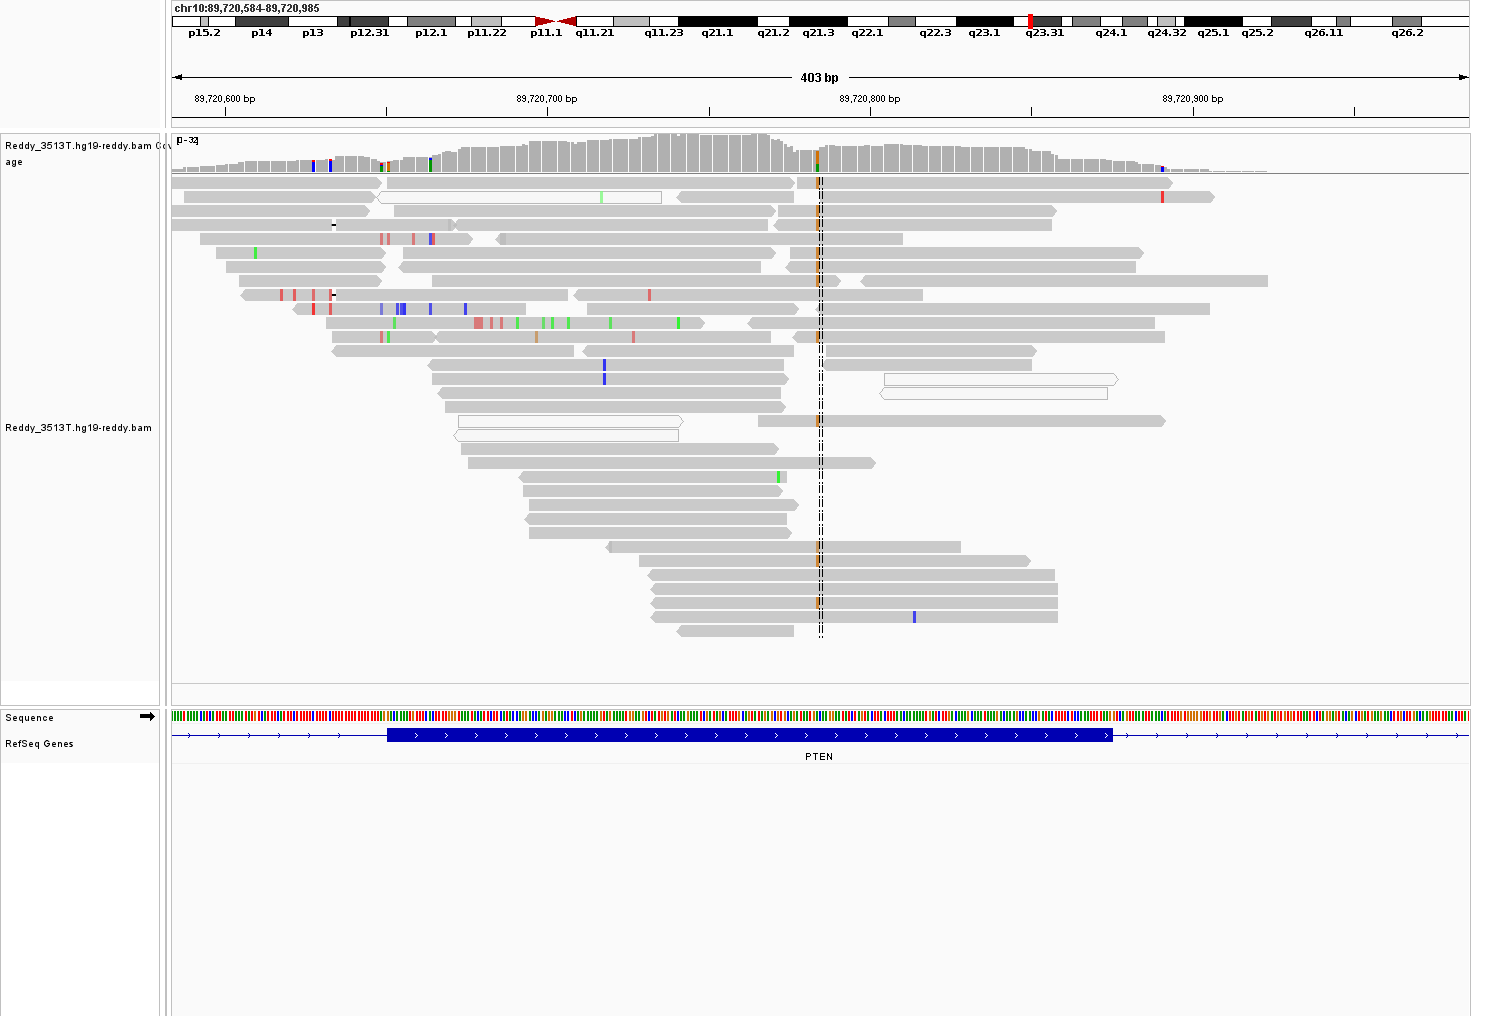 chr10:89,720,584-89,720,985
p15.2 p14 p13 p12.31 p12.1 p11.22 p11.1 q11.21 q11.23 q21.1 q21.2 q21.3 q22.1 q22.3 q23.1 q23.31 q24.1 q24.32 q25.1 q25.2 q26.11 q26.2
403 bp
89,720,600 bp 89,720,700 bp 89,720,800 bp 89,720,900 bp
Reddy_3513T.hg19-reddy.bam Cov
age
[0-32]
Reddy_3513T.hg19-reddy.bam
Sequence
RefSeq Genes
PTEN